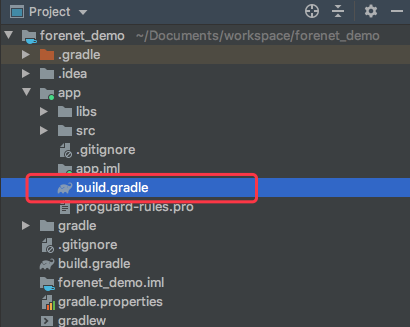 Project
forenet_demo ~/Documents/workspace/forenet_demo
.gradle
.idea
app
libs
src
.gitignore
app.iml
build.gradle
proguard-rules.pro
gradle
.gitignore
build.gradle
forenet_demo.iml
gradle.properties
gradlew